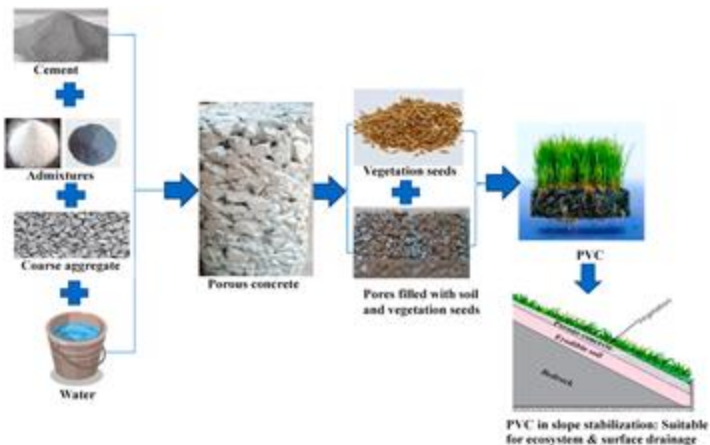 Cement
Admixtures
Coarse aggregate
Water
Porous concrete
Vegetation seeds
Pores filled with soil
and vegetation seeds
PVC
Vegetation
Porous concrete
Erodible soil
Bedrock
PVC in slope stabilization: Suitable
for ecosystem & surface drainage